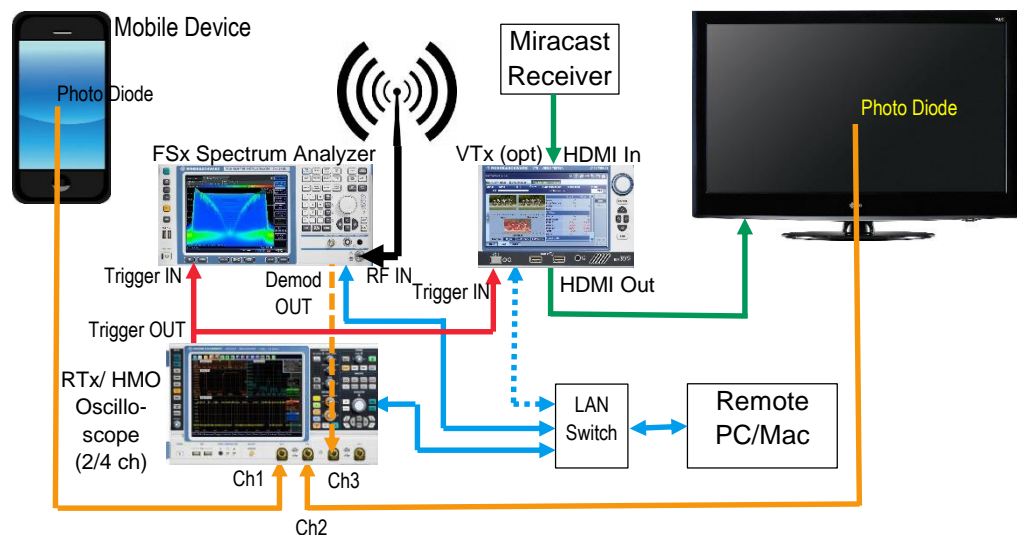 Mobile Device
Photo Diode
Miracast
Receiver
Photo Diode
FSx Spectrum Analyzer
VTx (opt)
HDMI In
Trigger IN
Demod
OUT
RF IN
Trigger IN
HDMI Out
Trigger OUT
RTx/ HMO
Oscillo-
scope
(2/4 ch)
LAN
Switch
Remote
PC/Mac
Ch1
Ch3
Ch2